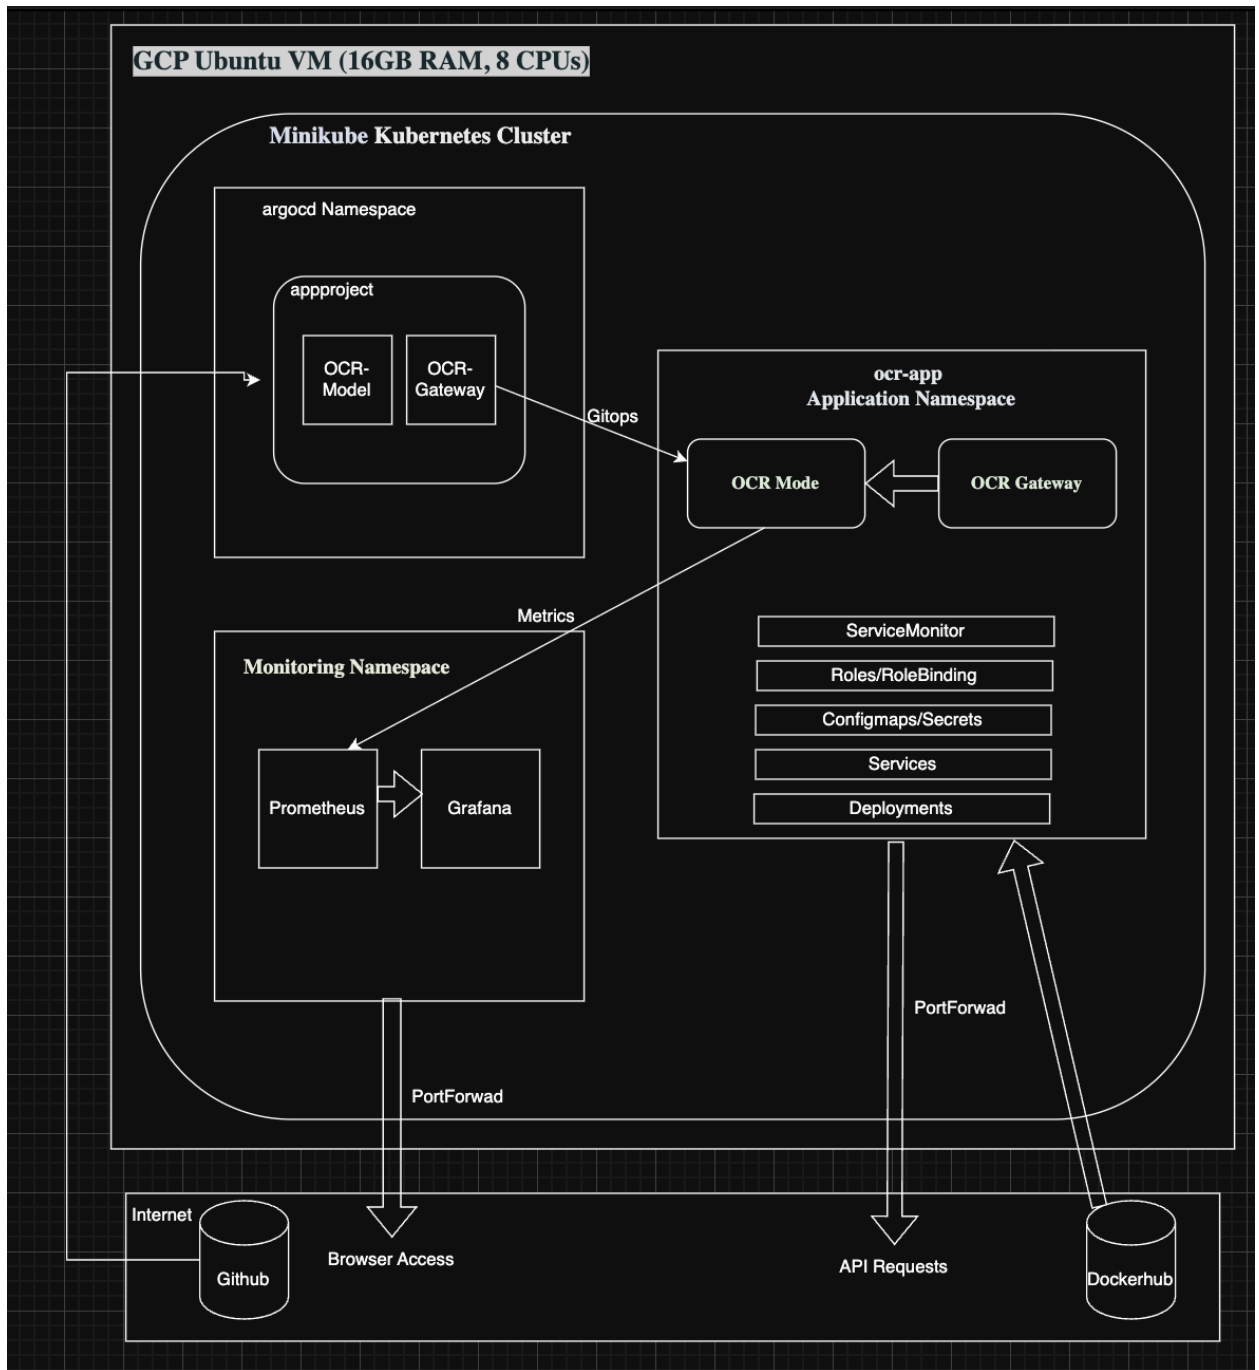 GCP Ubuntu VM (16GB RAM, 8 CPUs)
Minikube Kubernetes Cluster
argocd Namespace
appproject
OCR-
Model
OCR-
Gateway
Gitops
ocr-app
Application Namespace
OCR Mode
OCR Gateway
Metrics
ServiceMonitor
Roles/RoleBinding
Configmaps/Secrets
Services
Deployments
Monitoring Namespace
Prometheus
Grafana
PortForwad
PortForwad
Internet
Github
Browser Access
API Requests
Dockerhub